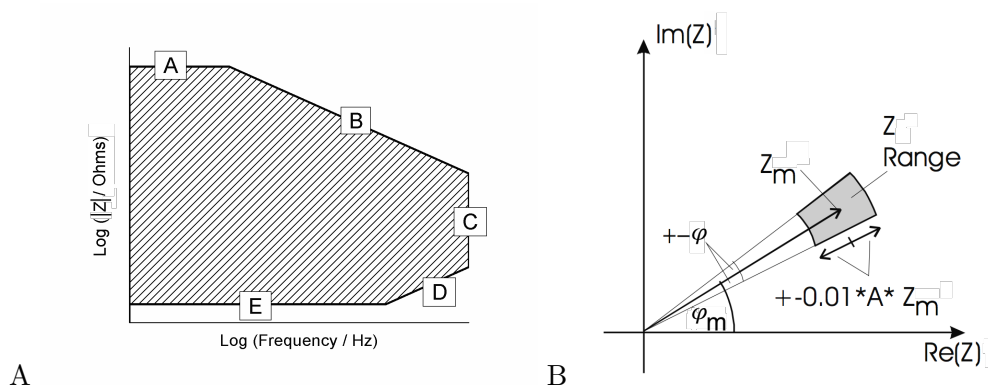 A
B
C
D
E
Log (|Z|/ Ohms)
Log (Frequency / Hz)
A
B
Im(Z)
Z
Range
Zm
+-φ
+-0.01*A* Zm
φm
Re(Z)